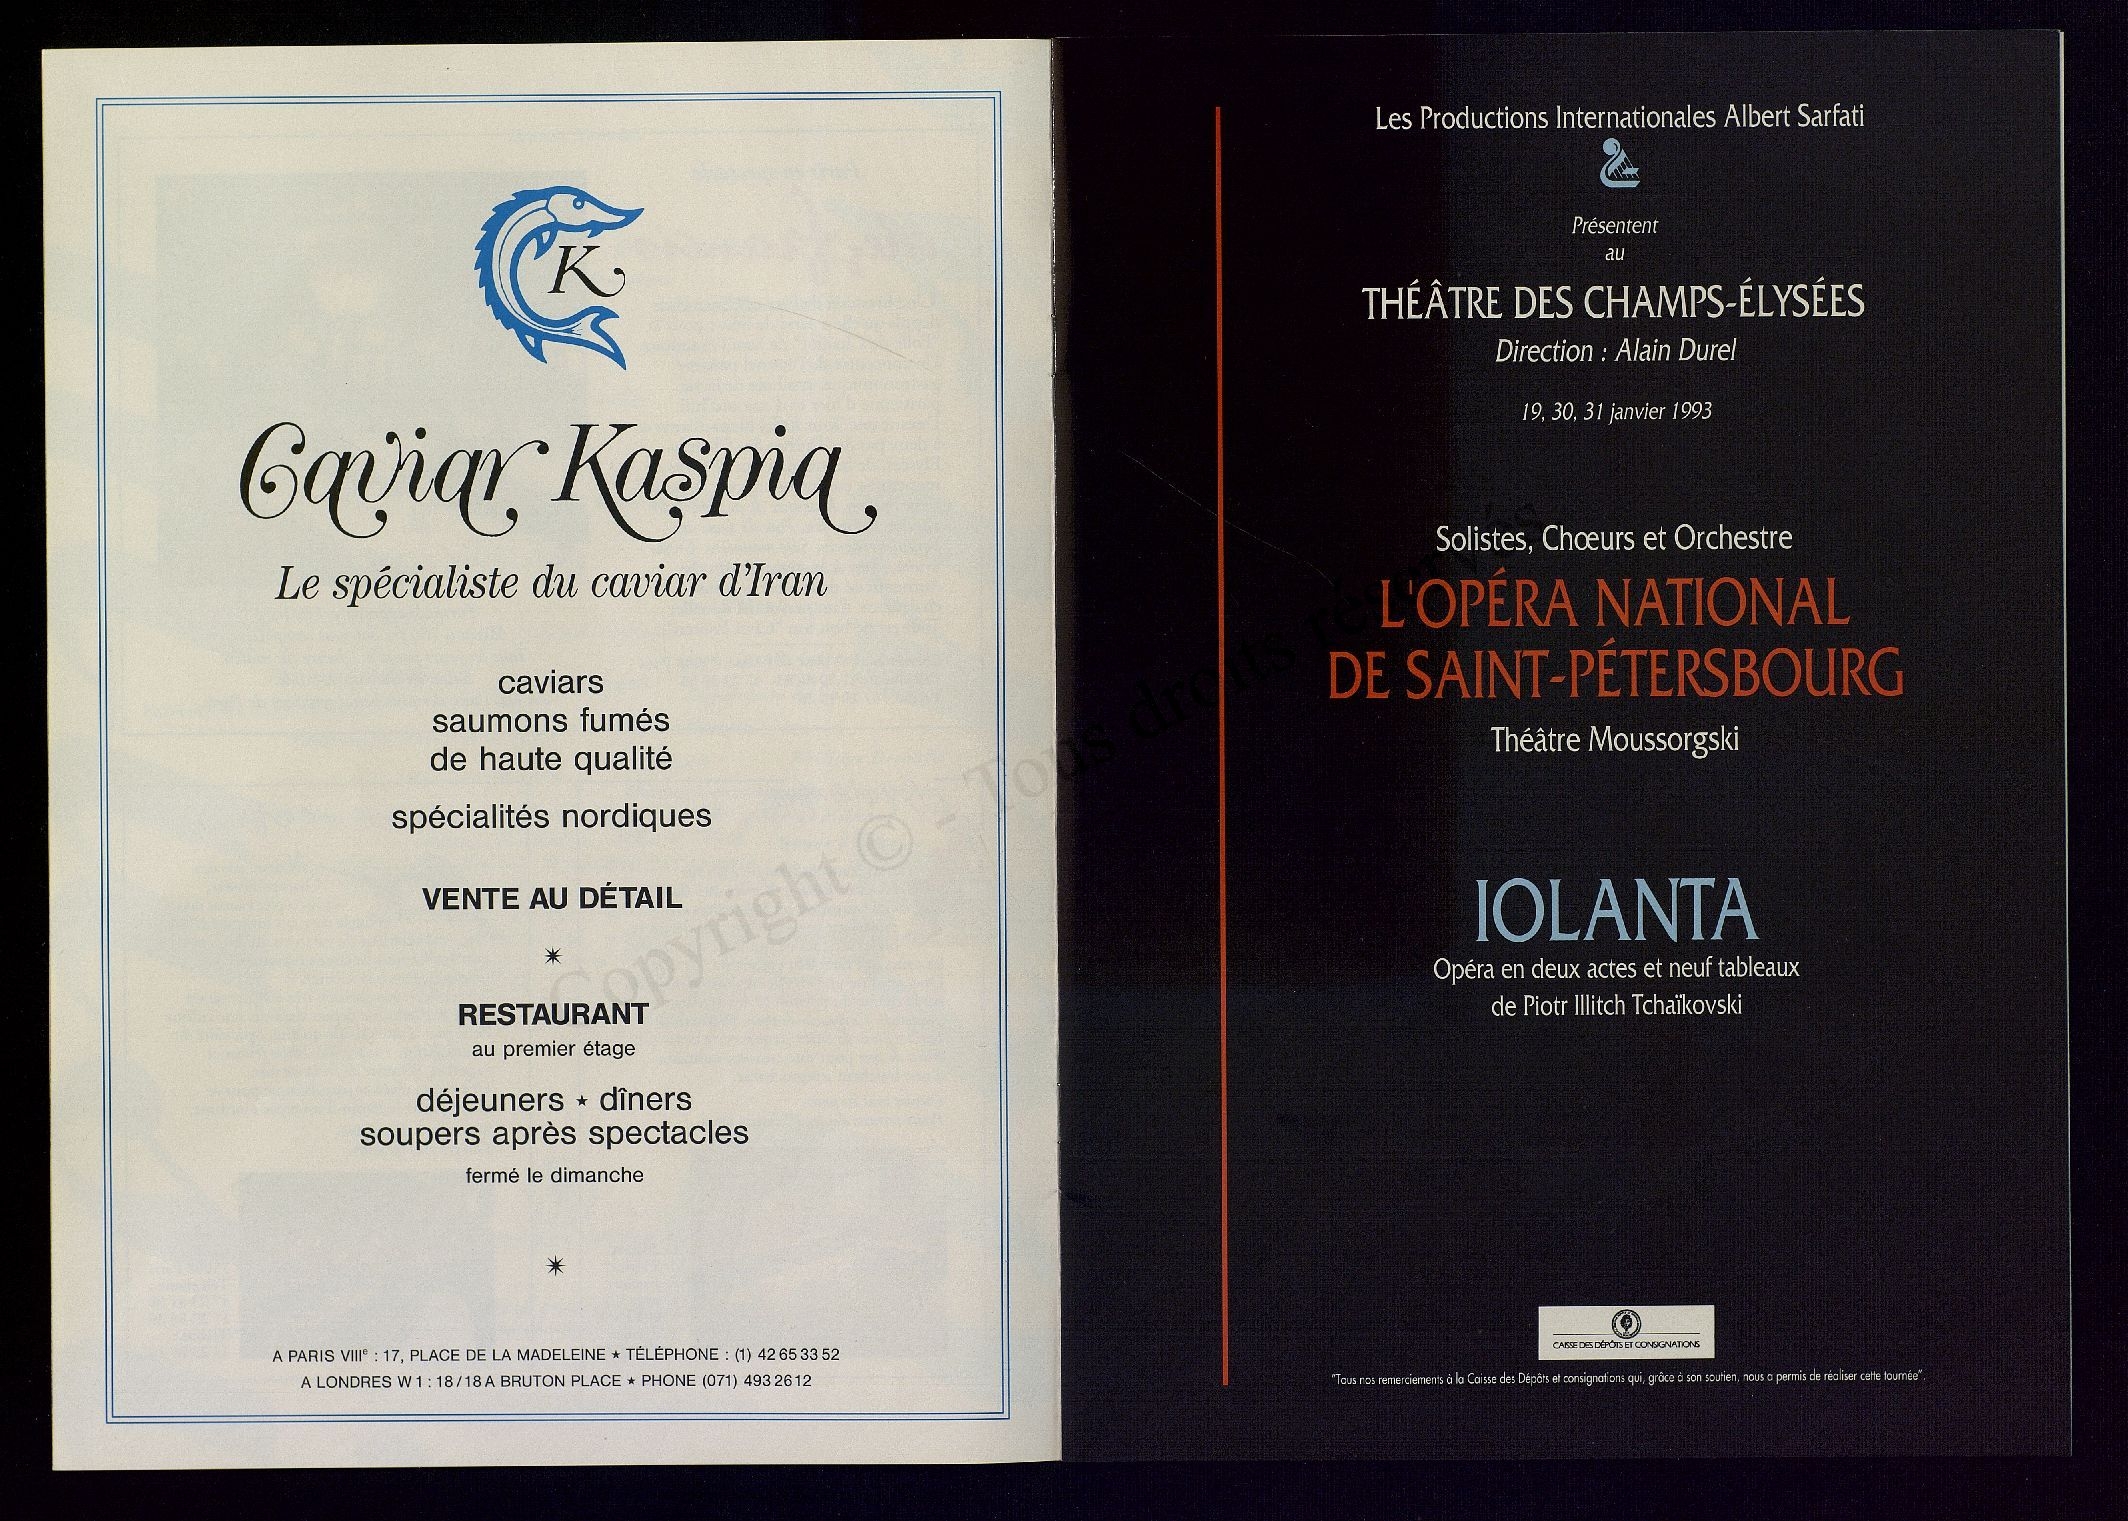 K
Caviar Kaspia
Le spécialiste du caviar d'Iran
caviars
saumons fumés
de haute qualité
spécialités nordiques
VENTE AU DÉTAIL
RESTAURANT
au premier étage
déjeuners ★ dîners
soupers après spectacles
fermé le dimanche
A PARIS VIIIe : 17, PLACE DE LA MADELEINE ★ TÉLÉPHONE : (1) 42 65 33 52
A LONDRES W 1 : 18 / 18 A BRUTON PLACE ★ PHONE (071) 493 26 12
Les Productions Internationales Albert Sarfati
Présentent
au
THÉÂTRE DES CHAMPS-ÉLYSÉES
Direction : Alain Durel
19, 30, 31 janvier 1993
Solistes, Chœurs et Orchestre
L'OPÉRA NATIONAL
DE SAINT-PÉTERSBOURG
Théâtre Moussorgski
IOLANTA
Opéra en deux actes et neuf tableaux
de Piotr Illitch Tchaïkovski
CAISSE DES DÉPÔTS ET CONSIGNATIONS
"Tous nos remerciements à la Caisse des Dépôts et consignations qui, grâce à son soutien, nous a permis de réaliser cette tournée".
Copyright © - Tous droits réservés